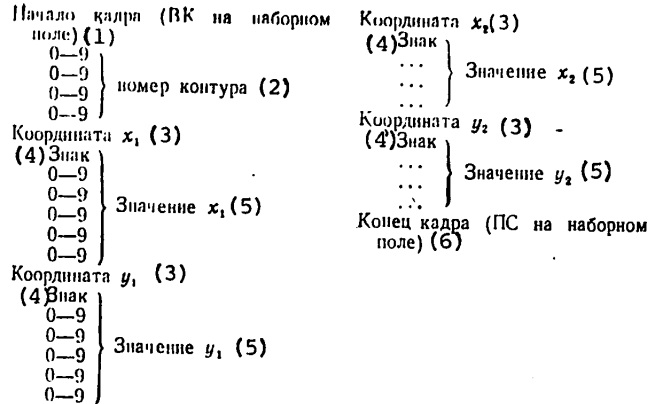 Начало кадра (ВК на наборном
поле) (1)
0—9
0—9
0—9
0—9
номер контура (2)
Координата x₁ (3)
(4) Знак
0—9
0—9
0—9
0—9
0—9
Значение x₁ (5)
Координата y₁ (3)
(4) Знак
0—9
0—9
0—9
0—9
0—9
Значение y₁ (5)
Координата x₂ (3)
(4) Знак
...
...
...
Значение x₂ (5)
Координата y₂ (3)
(4) Знак
...
...
...
Значение y₂ (5)
Конец кадра (ПС на наборном
поле) (6)